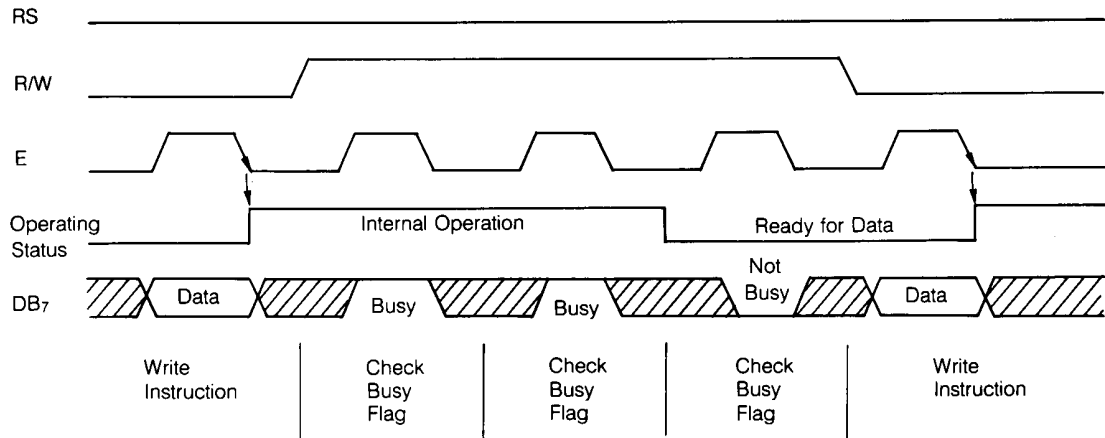 RS
R/W
E
Operating
Status
Internal Operation
Ready for Data
DB7
Data
Busy
Busy
Not
Busy
Data
Write
Instruction
Check
Busy
Flag
Check
Busy
Flag
Check
Busy
Flag
Write
Instruction